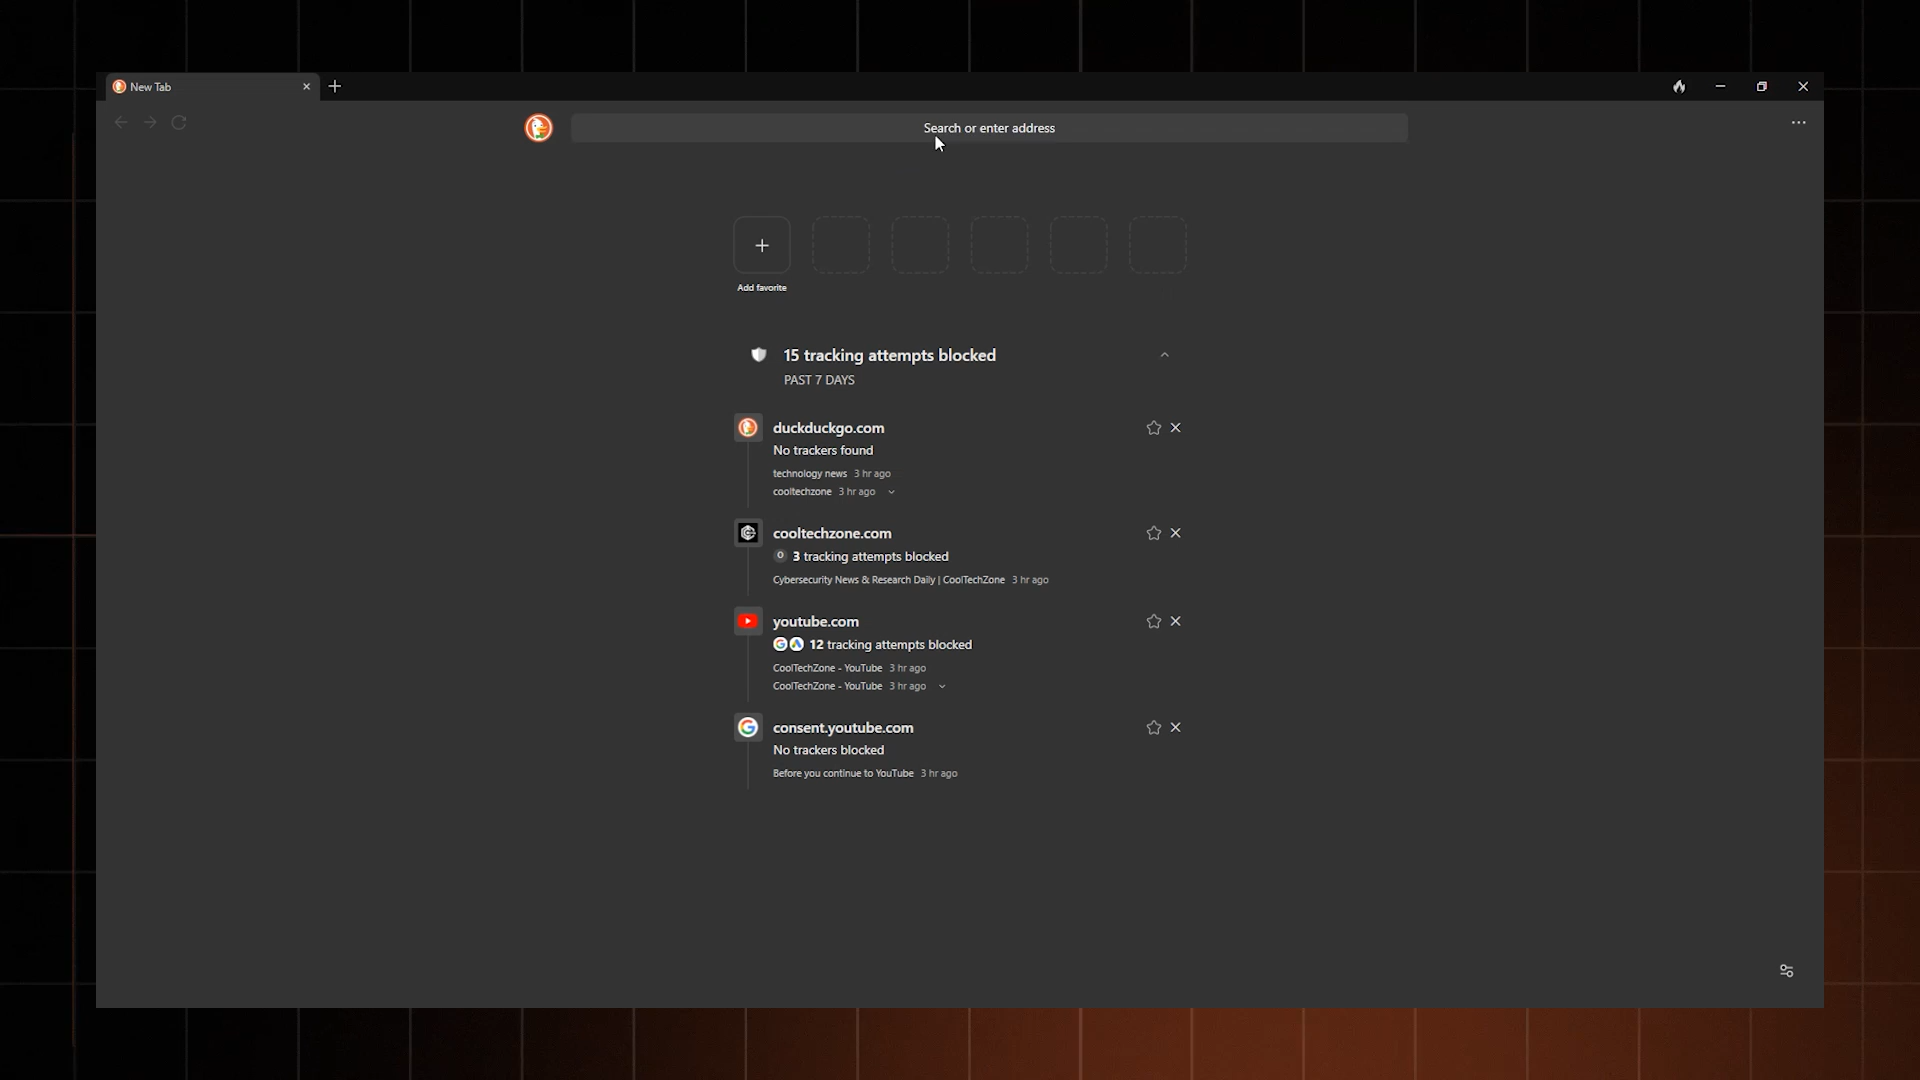 New Tab
Search or enter address
Add favorite
15 tracking attempts blocked
PAST 7 DAYS
duckduckgo.com
No trackers found
technology news 3 hr ago
cooltechzone 3 hr ago
cooltechzone.com
O 3 tracking attempts blocked
Cybersecurity News & Research Daily | CoolTechZone 3 hr ago
youtube.com
12 tracking attempts blocked
CoolTechZone - YouTube 3 hr ago
CoolTechZone - YouTube 3 hr ago
consent.youtube.com
No trackers blocked
Before you continue to YouTube 3 hr ago